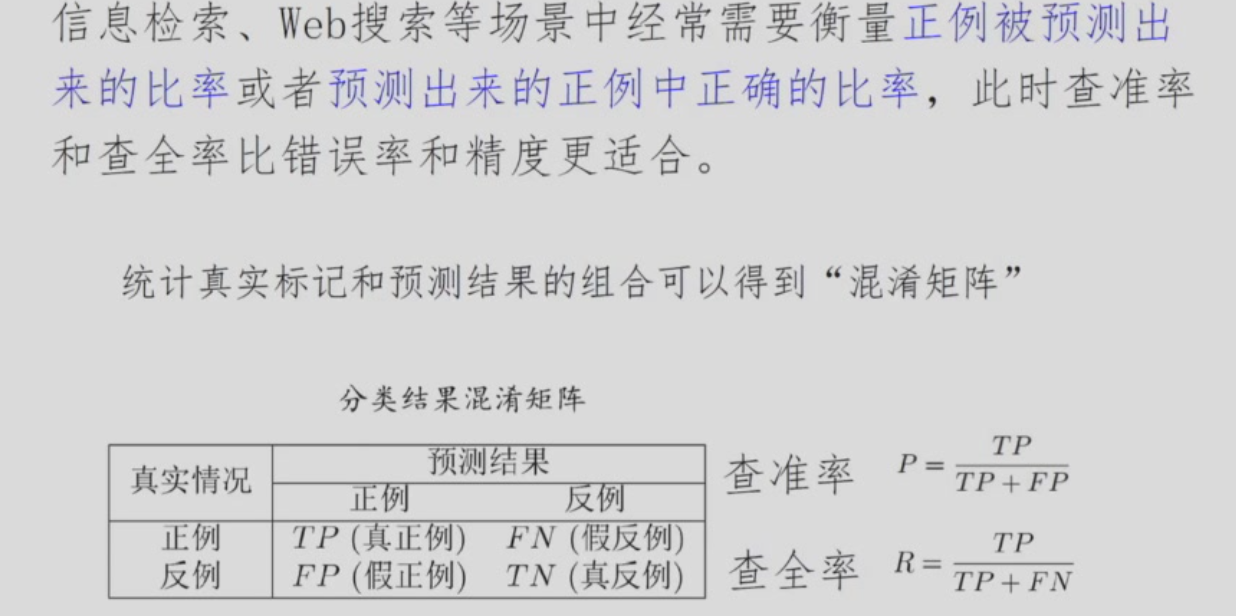 信息检索、Web搜索等场景中经常需要衡量正例被预测出
来的比率或者预测出来的正例中正确的比率，此时查准率
和查全率比错误率和精度更适合。
统计真实标记和预测结果的组合可以得到“混淆矩阵”
分类结果混淆矩阵
真实情况 预测结果
正例 反例
正例 TP (真正例) FN (假反例)
反例 FP (假正例) TN (真反例)
查准率 P = TP / TP + FP
查全率 R = TP / TP + FN